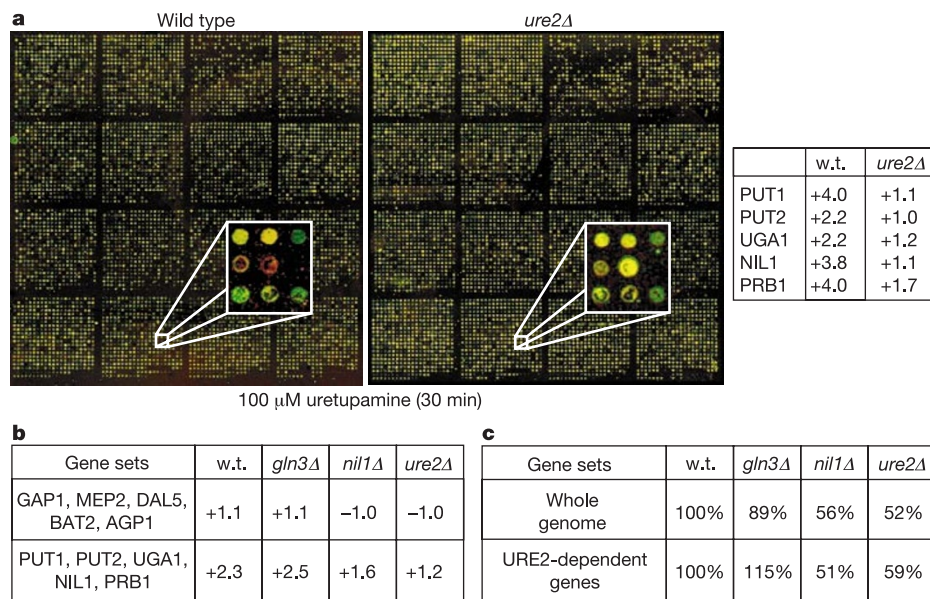 a
Wild type
ure2Δ
w.t. ure2Δ
PUT1 +4.0 +1.1
PUT2 +2.2 +1.0
UGA1 +2.2 +1.2
NIL1 +3.8 +1.1
PRB1 +4.0 +1.7
100 μM uretupamine (30 min)
b
Gene sets w.t. gln3Δ nil1Δ ure2Δ
GAP1, MEP2, DAL5,
BAT2, AGP1
+1.1 +1.1 –1.0 –1.0
PUT1, PUT2, UGA1,
NIL1, PRB1
+2.3 +2.5 +1.6 +1.2
c
Gene sets w.t. gln3Δ nil1Δ ure2Δ
Whole
genome
100% 89% 56% 52%
URE2-dependent
genes
100% 115% 51% 59%